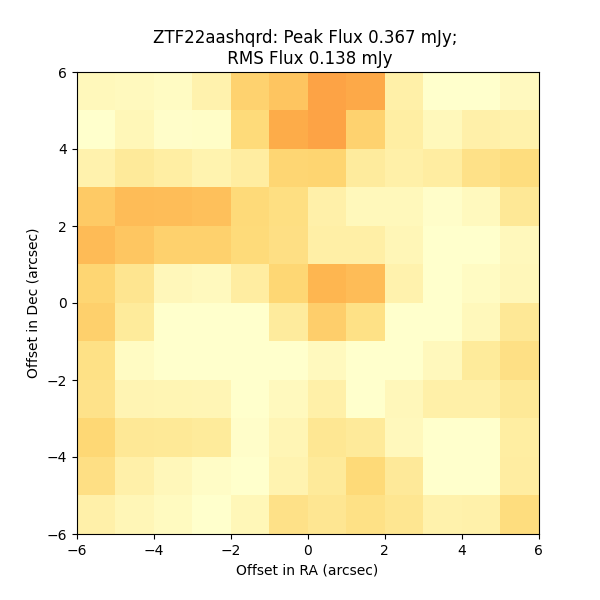 ZTF22aashqrd: Peak Flux 0.367 mJy;
RMS Flux 0.138 mJy
6
4
2
0
−2
−4
−6
Offset in Dec (arcsec)
−6 −4 −2 0 2 4 6
Offset in RA (arcsec)